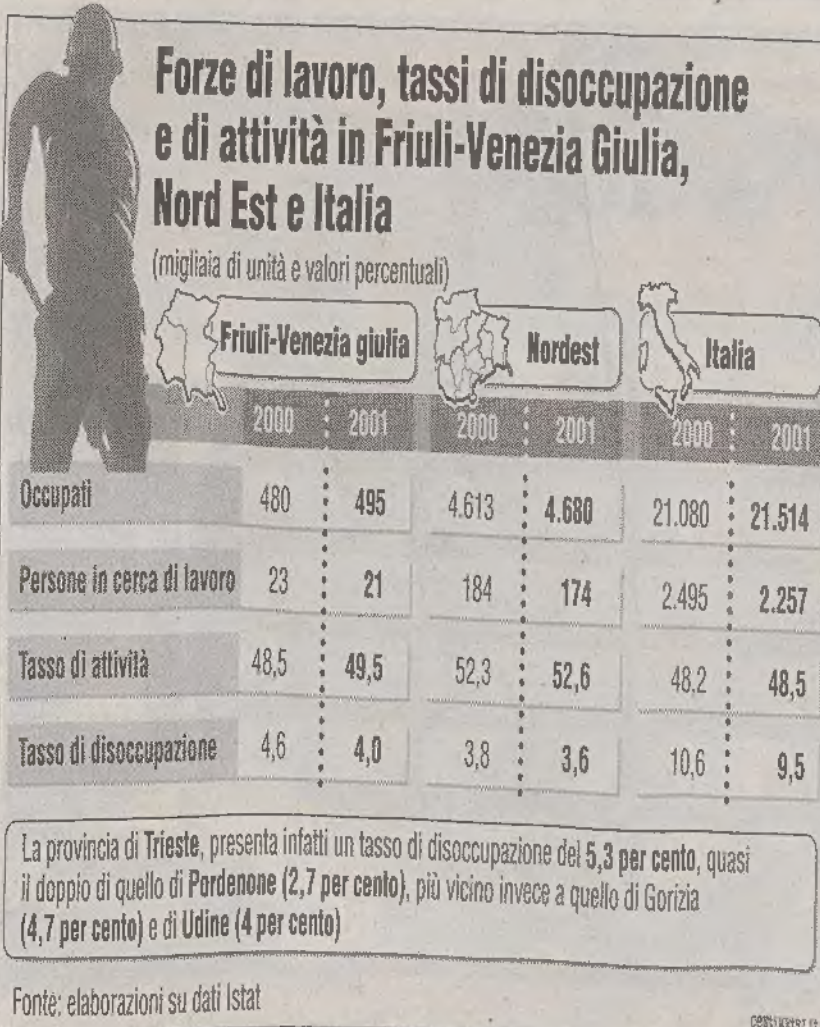 Forze di lavoro, tassi di disoccupazione
e di attività in Friuli-Venezia Giulia,
Nord Est e Italia
(migliaia di unità e valori percentuali)
Friuli-Venezia giulia Nordest Italia
2000 2001 2000 2001 2000 2001
Occupati 480 495 4.613 4.680 21.080 21.514
Persone in cerca di lavoro 23 21 184 174 2.495 2.257
Tasso di attività 48,5 49,5 52,3 52,6 48,2 48,5
Tasso di disoccupazione 4,6 4,0 3,8 3,6 10,6 9,5
La provincia di Trieste, presenta infatti un tasso di disoccupazione del 5,3 per cento, quasi
il doppio di quello di Pordenone (2,7 per cento), più vicino invece a quello di Gorizia
(4,7 per cento) e di Udine (4 per cento)
Fonte: elaborazioni su dati Istat